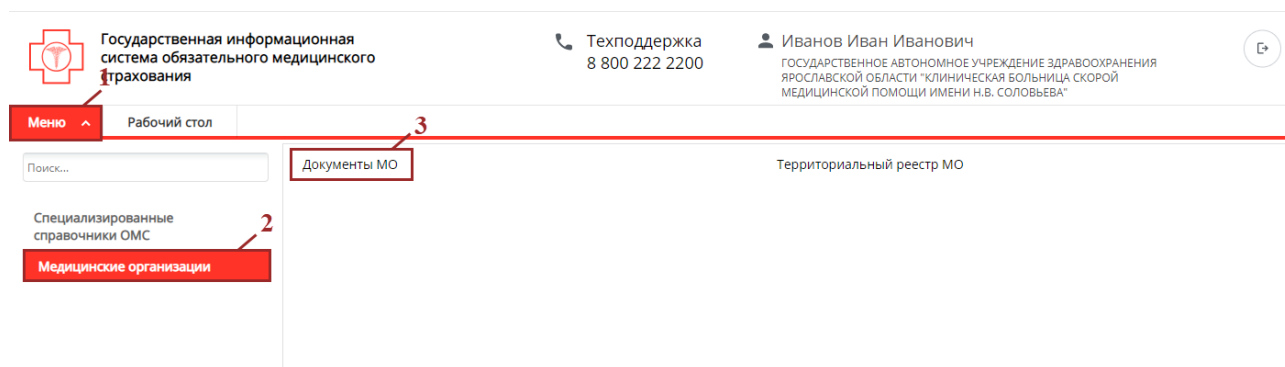 Государственная информационная
система обязательного медицинского
страхования
Техподдержка
8 800 222 2200
Иванов Иван Иванович
ГОСУДАРСТВЕННОЕ АВТОНОМНОЕ УЧРЕЖДЕНИЕ ЗДРАВООХРАНЕНИЯ
ЯРОСЛАВСКОЙ ОБЛАСТИ "КЛИНИЧЕСКАЯ БОЛЬНИЦА СКОРОЙ
МЕДИЦИНСКОЙ ПОМОЩИ ИМЕНИ Н.В. СОЛОВЬЕВА"
1
Меню
Рабочий стол
3
Поиск...
Документы МО
Территориальный реестр МО
Специализированные
справочники ОМС
2
Медицинские организации